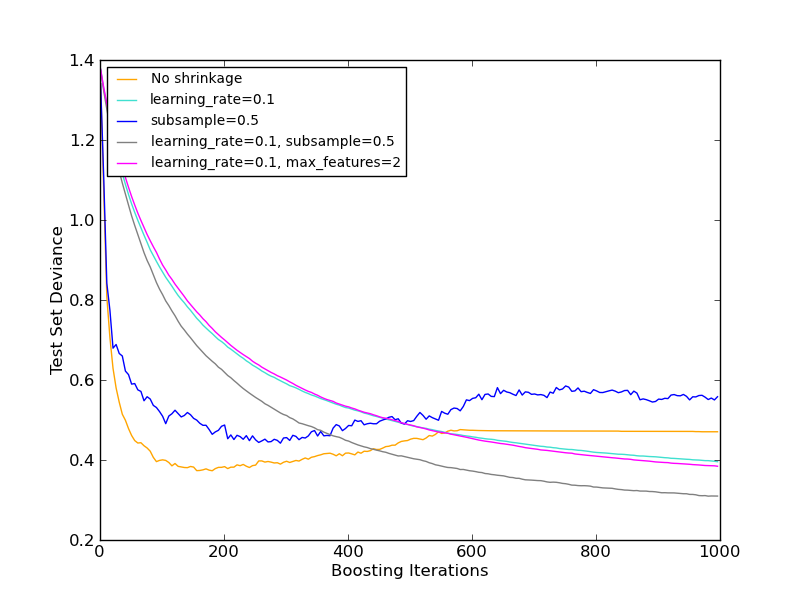 1.4
1.2
1.0
0.8
0.6
0.4
0.2
Test Set Deviance
No shrinkage
learning_rate=0.1
subsample=0.5
learning_rate=0.1, subsample=0.5
learning_rate=0.1, max_features=2
0 200 400 600 800 1000
Boosting Iterations